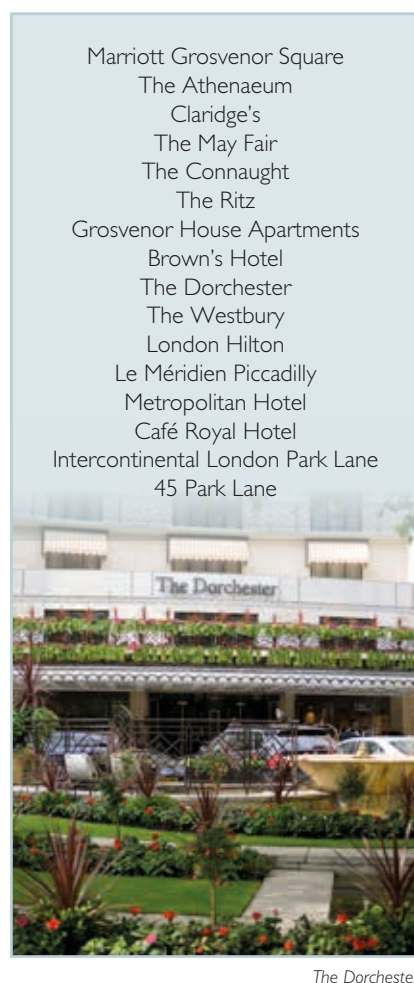 Marriott Grosvenor Square
The Athenaeum
Claridge's
The May Fair
The Connaught
The Ritz
Grosvenor House Apartments
Brown's Hotel
The Dorchester
The Westbury
London Hilton
Le Méridien Piccadilly
Metropolitan Hotel
Café Royal Hotel
Intercontinental London Park Lane
45 Park Lane
The Dorchester
The Dorcheste